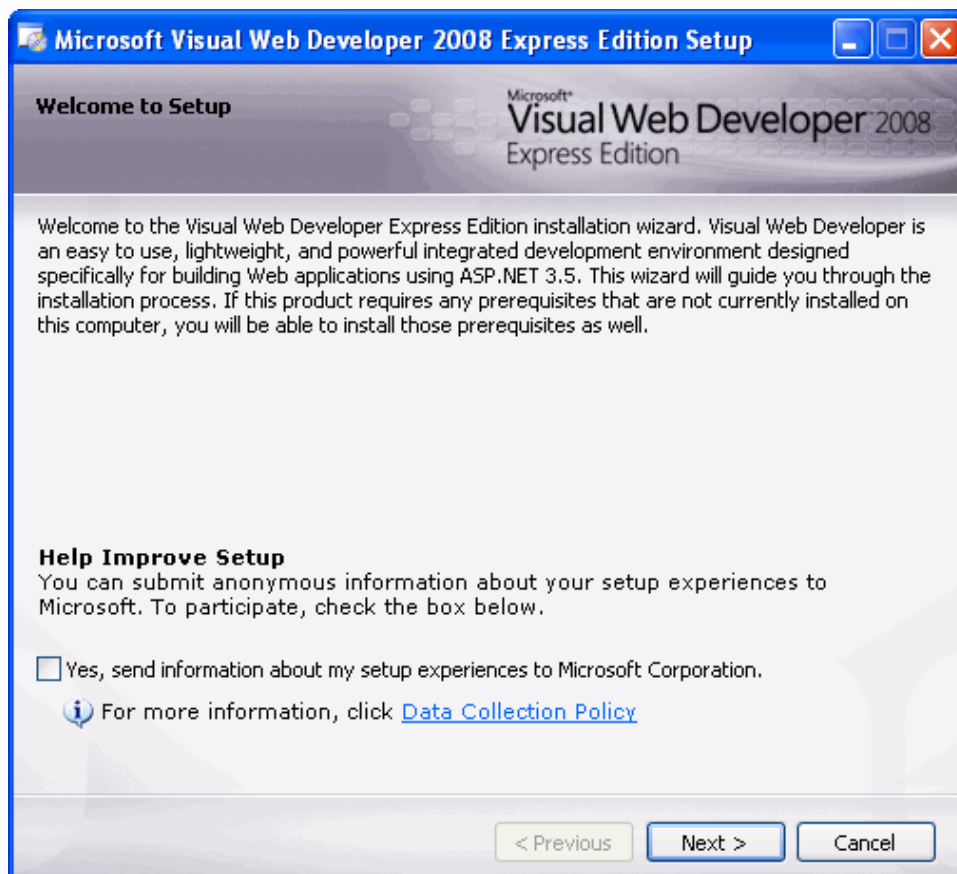 Microsoft Visual Web Developer 2008 Express Edition Setup
Welcome to Setup
Microsoft®
Visual Web Developer 2008
Express Edition
Welcome to the Visual Web Developer Express Edition installation wizard. Visual Web Developer is
an easy to use, lightweight, and powerful integrated development environment designed
specifically for building Web applications using ASP.NET 3.5. This wizard will guide you through the
installation process. If this product requires any prerequisites that are not currently installed on
this computer, you will be able to install those prerequisites as well.
Help Improve Setup
You can submit anonymous information about your setup experiences to
Microsoft. To participate, check the box below.
Yes, send information about my setup experiences to Microsoft Corporation.
For more information, click Data Collection Policy
< Previous Next > Cancel